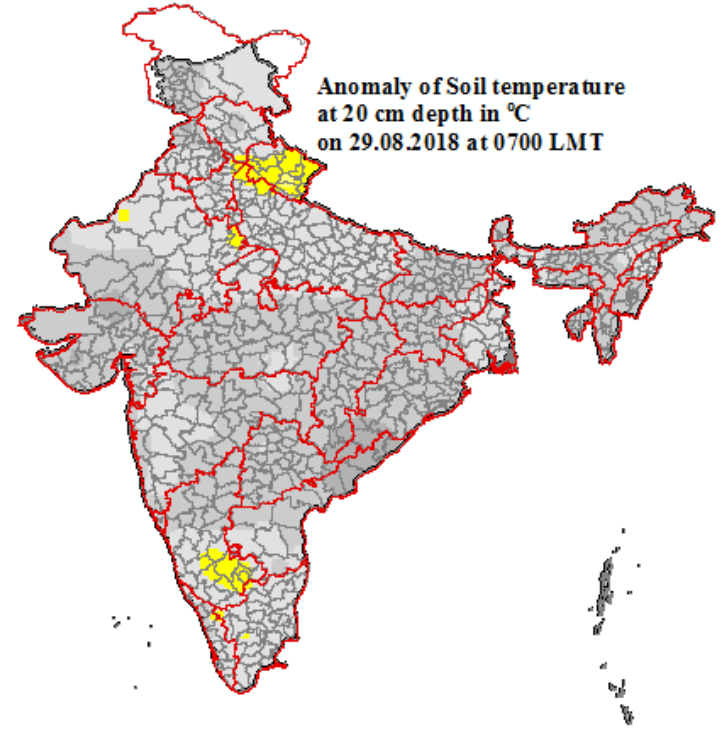 Anomaly of Soil temperature
at 20 cm depth in ⁰C
on 29.08.2018 at 0700 LMT